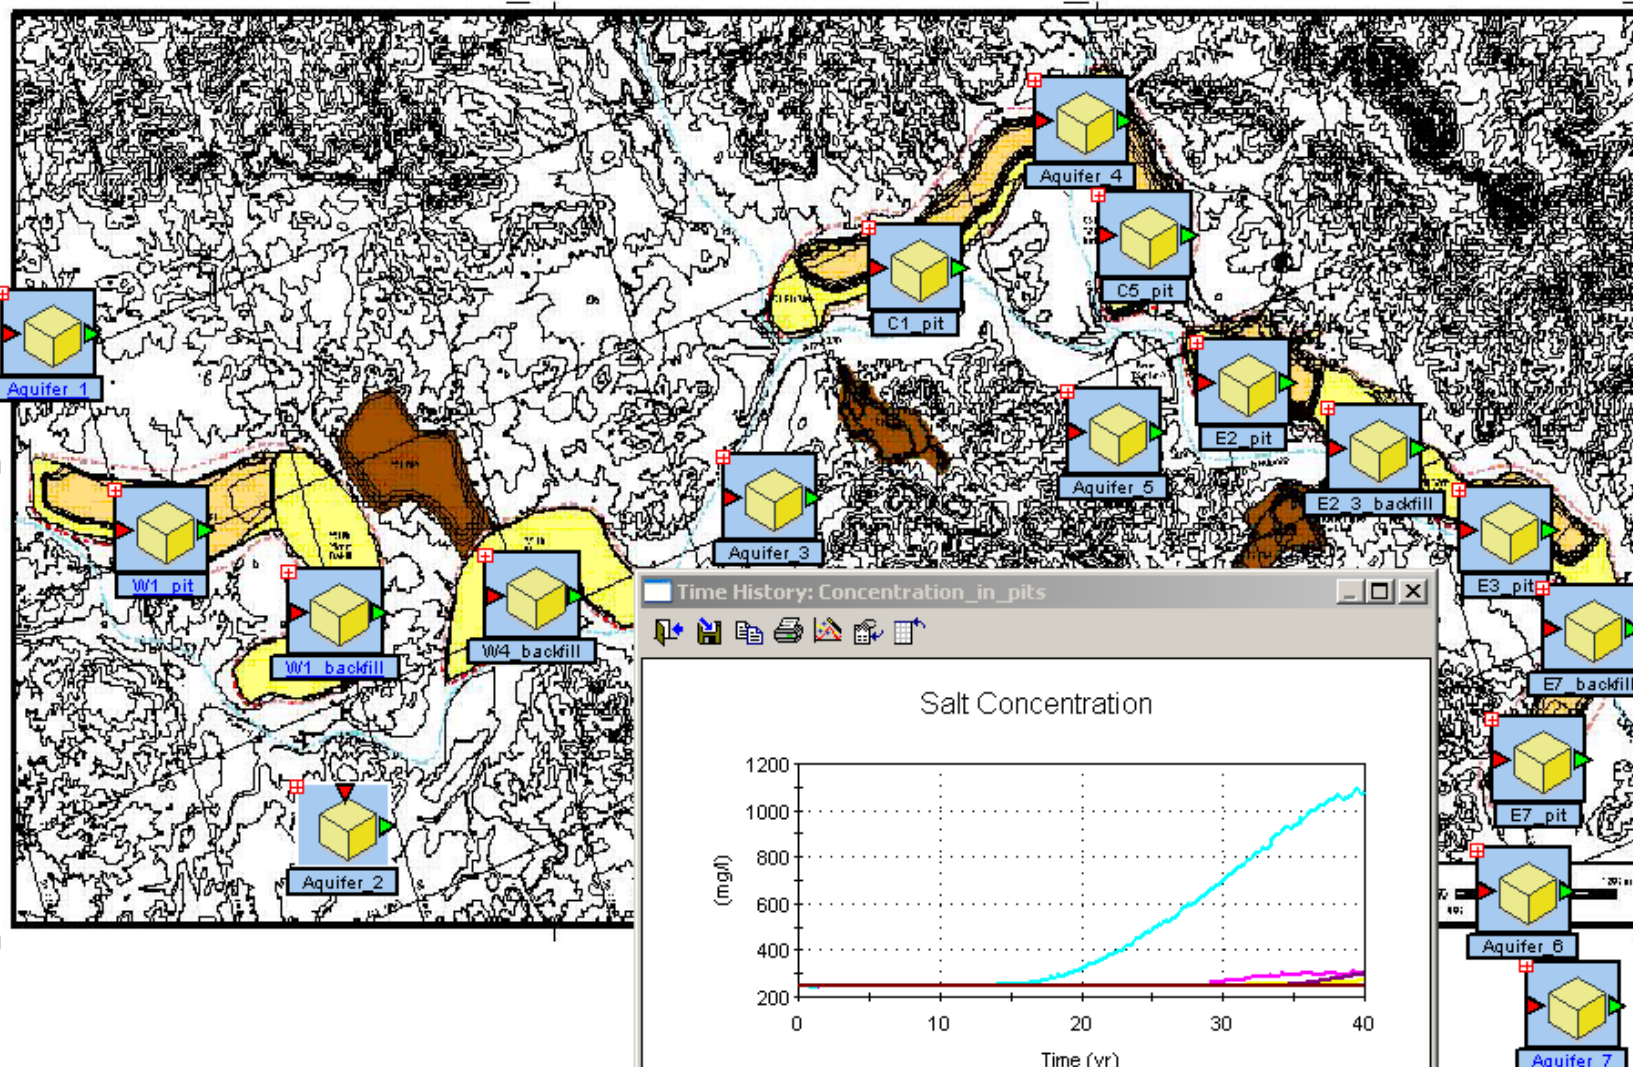 Aquifer_4
C5_pit
C1_pit
Aquifer_1
E2_pit
Aquifer_5
E2_3_backfill
Aquifer_3
W1_pit
E3_pit
Time History: Concentration_in_pits
W4_backfill
W1_backfill
E7_backfill
Salt Concentration
E7_pit
Aquifer_2
Aquifer_6
Aquifer_7
1200
1000
800
600
400
200
(mg/l)
0 10 20 30 40
Time (yr)